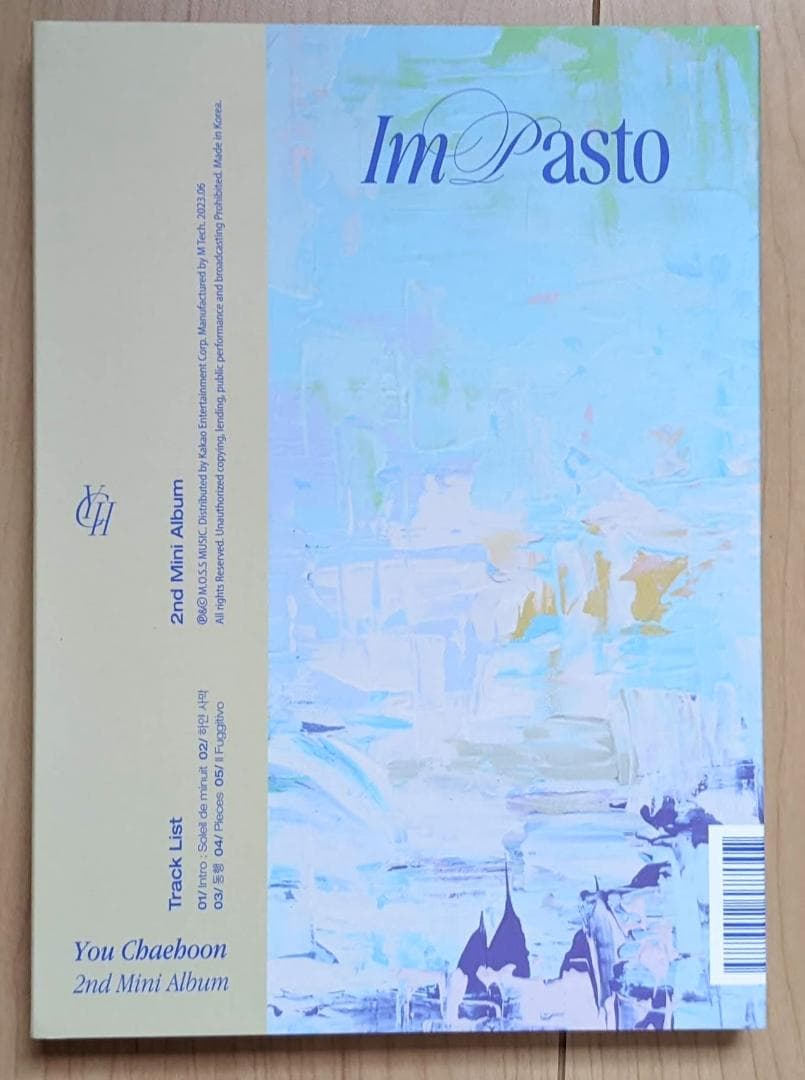 ImPasto
YCH
2nd Mini Album
℗&© M.O.S.S MUSIC. Distributed by Kakao Entertainment Corp. Manufactured by M Tech. 2023.06
All rights Reserved. Unauthorized copying, lending, public performance and broadcasting Prohibited. Made in Korea.
Track List
01/ Intro : Soleil de minuit 02/ 하얀 사막
03/ 동행 04/ Pieces 05/ Il Fuggitivo
You Chaehoon
2nd Mini Album